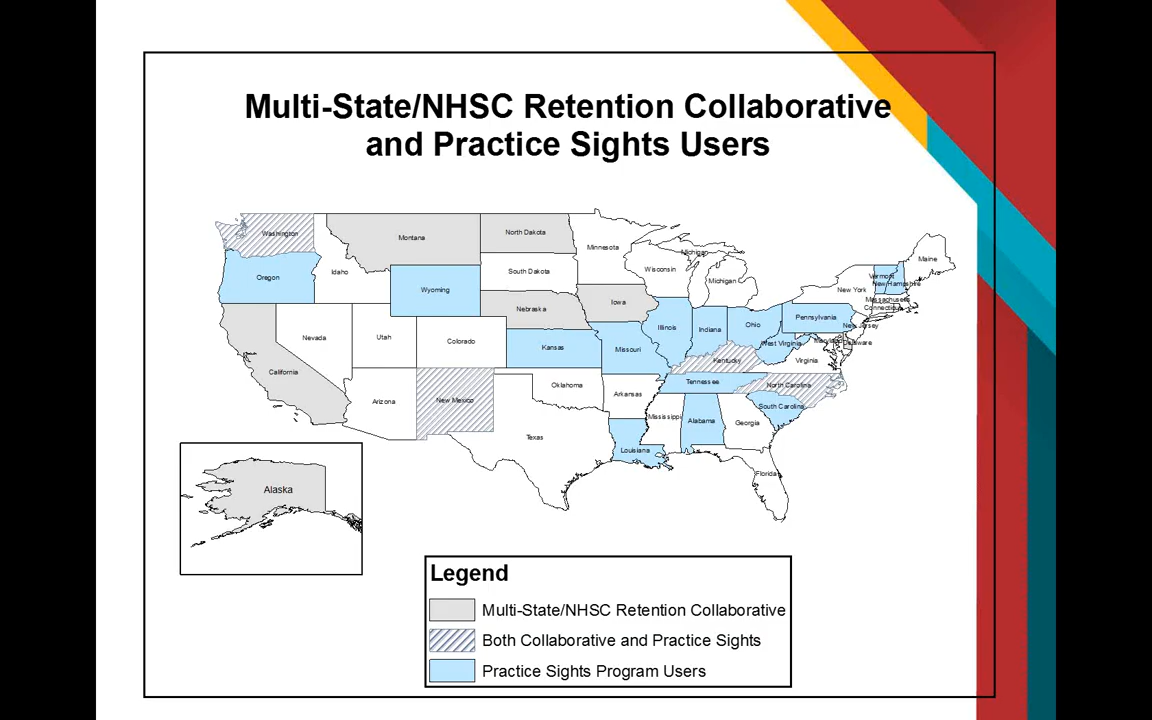 Multi-State/NHSC Retention Collaborative
and Practice Sights Users
Washington
Montana
North Dakota
Minnesota
Michigan
Maine
Oregon
Idaho
Wyoming
South Dakota
Wisconsin
Michigan
New York
Vermont
New Hampshire
Massachusetts
Connecticut
Nebraska
Iowa
Illinois
Indiana
Ohio
Pennsylvania
New Jersey
Nevada
Utah
Colorado
Kansas
Missouri
West Virginia
Maryland
Delaware
Kentucky
Virginia
California
Arizona
New Mexico
Oklahoma
Arkansas
Tennessee
North Carolina
South Carolina
Texas
Louisiana
Mississippi
Alabama
Georgia
Florida
Alaska
Legend
Multi-State/NHSC Retention Collaborative
Both Collaborative and Practice Sights
Practice Sights Program Users